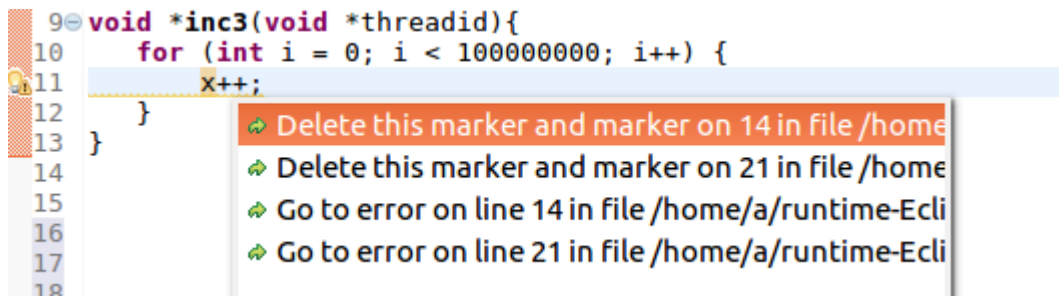 9 void *inc3(void *threadid){
10 for (int i = 0; i < 100000000; i++) {
11 x++;
12 }
13 }
14
15
16
17
18
Delete this marker and marker on 14 in file /home
Delete this marker and marker on 21 in file /home
Go to error on line 14 in file /home/a/runtime-Ecli
Go to error on line 21 in file /home/a/runtime-Ecli